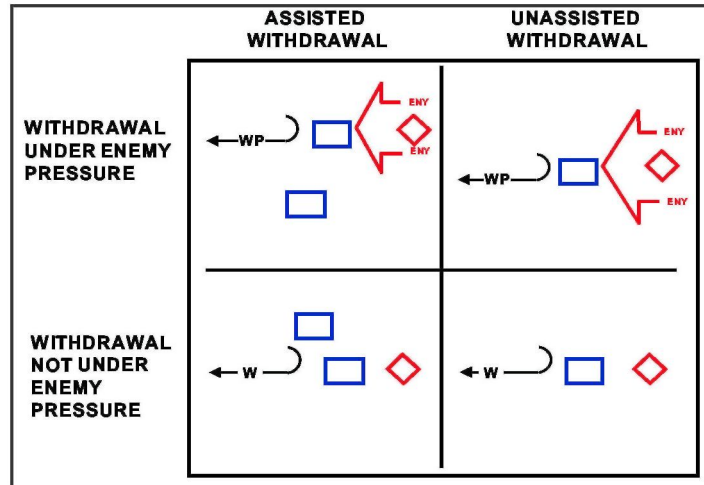 ASSISTED
WITHDRAWAL
UNASSISTED
WITHDRAWAL
WITHDRAWAL
UNDER ENEMY
PRESSURE
WP
ENY
ENY
WP
ENY
ENY
WITHDRAWAL
NOT UNDER
ENEMY
PRESSURE
W
W